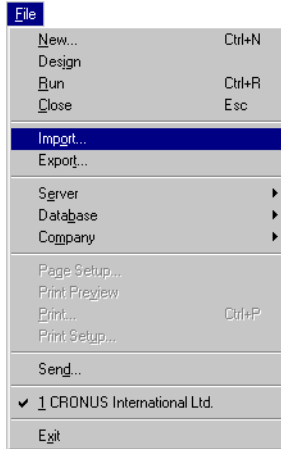 File
New... Ctrl+N
Design
Run Ctrl+R
Close Esc
Import...
Export...
Server
Database
Company
Page Setup...
Print Preview
Print... Ctrl+P
Print Setup...
Send...
1 CRONUS International Ltd.
Exit